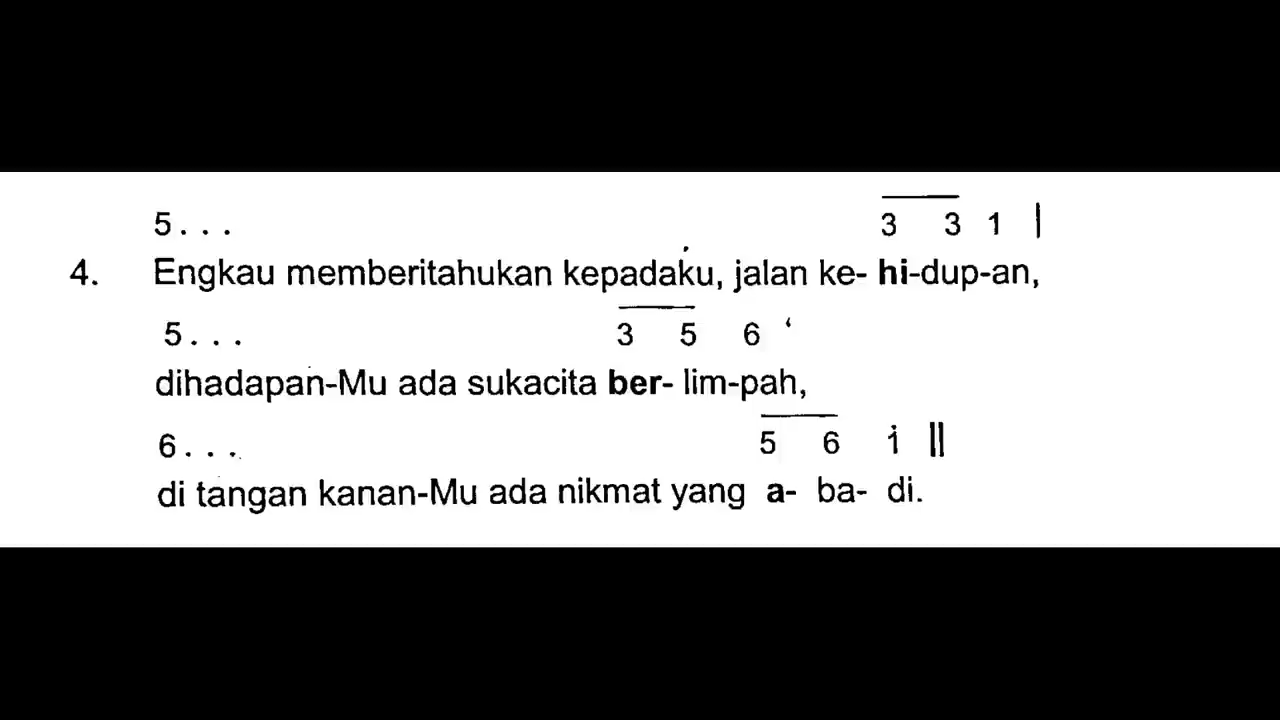 5 . . . 3 3 1 |
4. Engkau memberitahukan kepadaku, jalan ke- hi-dup-an,
5 . . . 3 5 6 ‘
dihadapan-Mu ada sukacita ber- lim-pah,
6 . . . 5 6 i̇ ||
di tangan kanan-Mu ada nikmat yang a- ba- di.